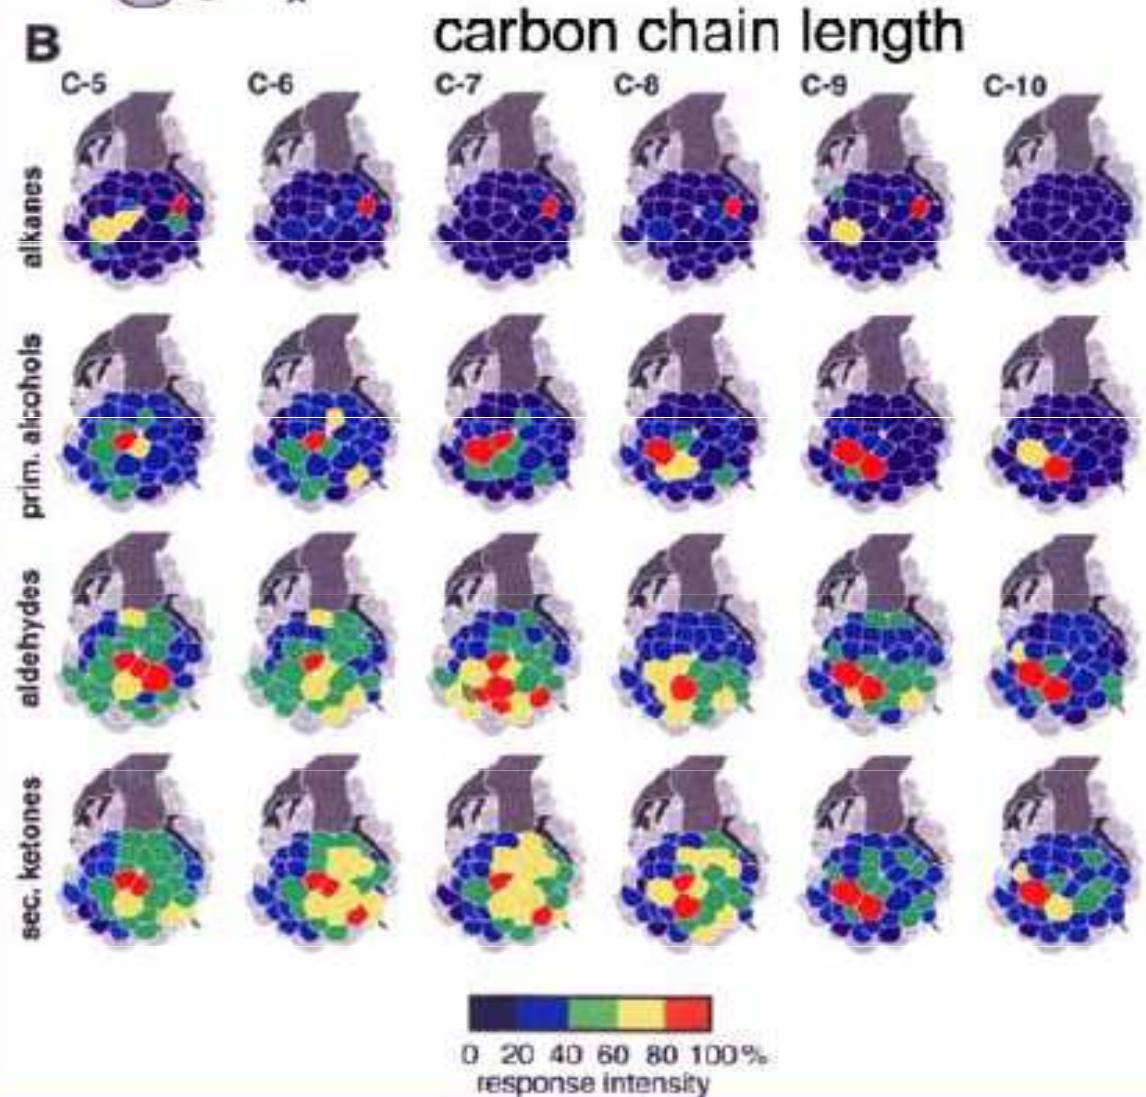 B
carbon chain length
C-5 C-6 C-7 C-8 C-9 C-10
alkanes
prim. alcohols
aldehydes
sec. ketones
0 20 40 60 80 100%
response intensity